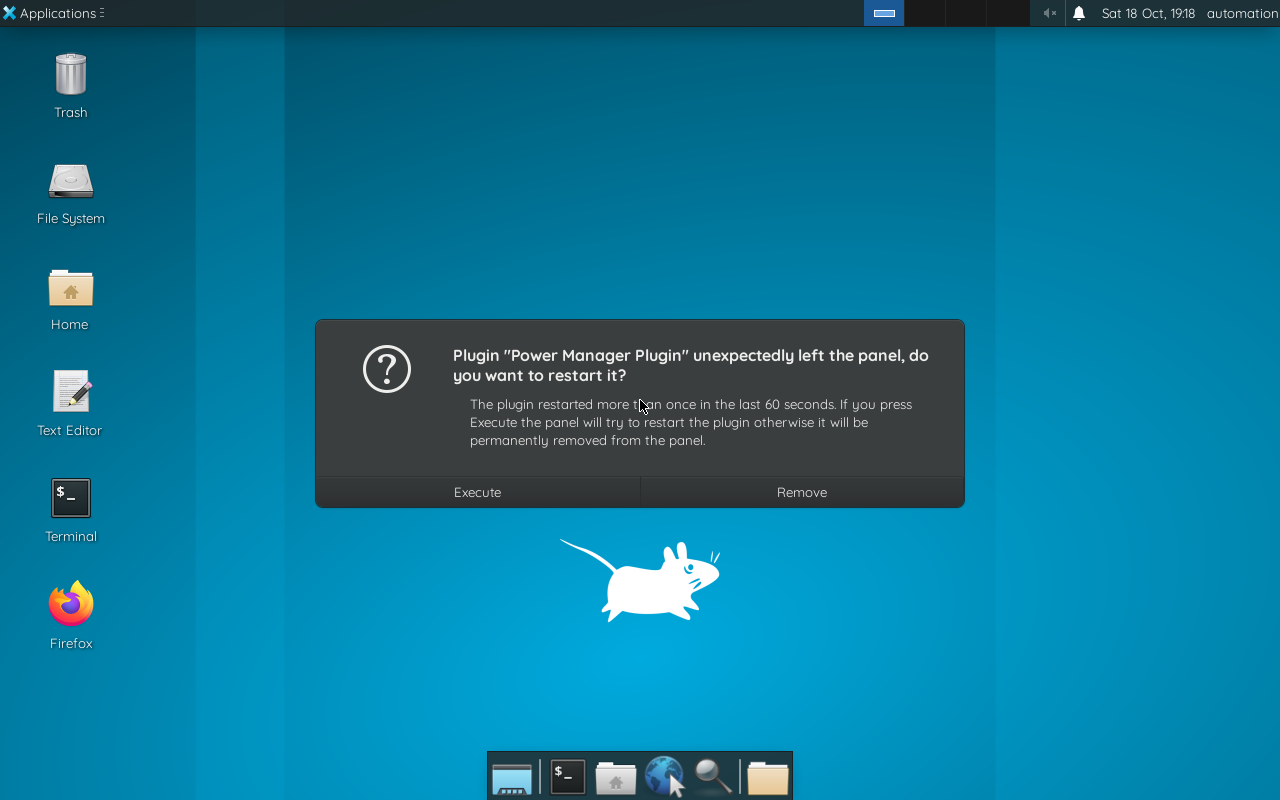 Applications
Sat 18 Oct, 19:18
automation
Trash
File System
Home
Text Editor
$_
Terminal
Firefox
Plugin "Power Manager Plugin" unexpectedly left the panel, do
you want to restart it?
The plugin restarted more than once in the last 60 seconds. If you press
Execute the panel will try to restart the plugin otherwise it will be
permanently removed from the panel.
Execute
Remove
$_